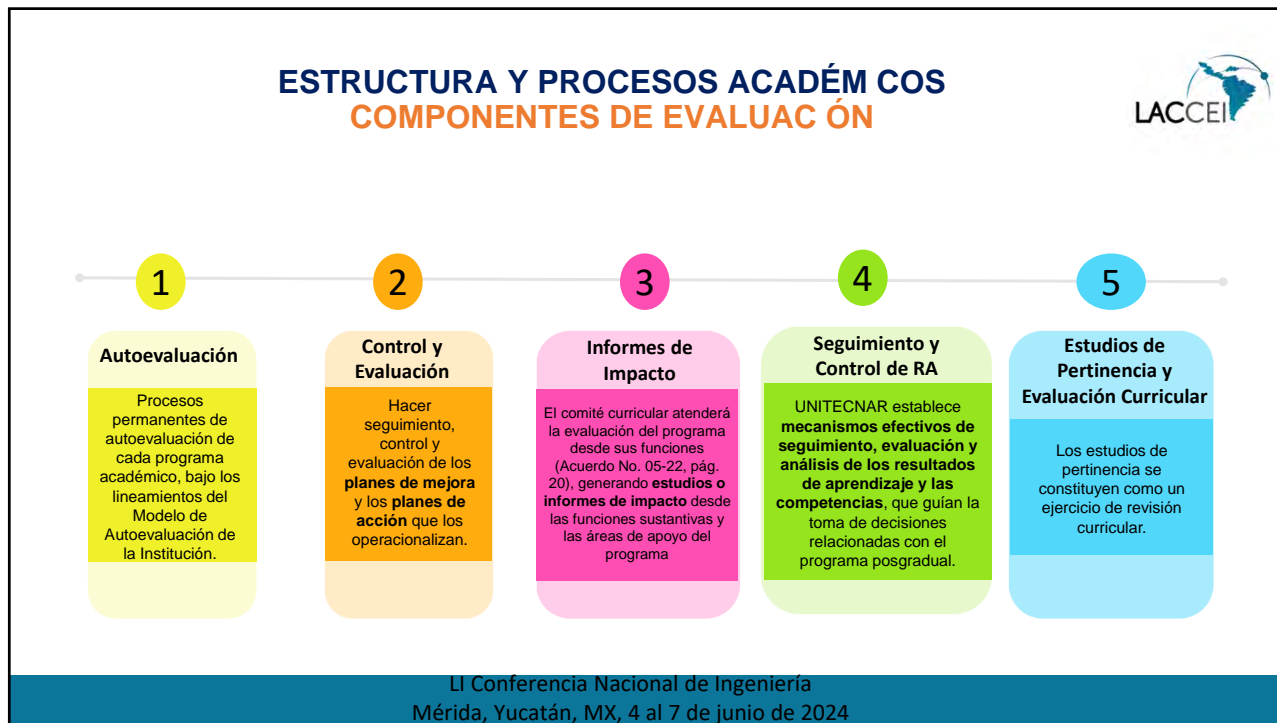 ESTRUCTURA Y PROCESOS ACADÉM COS
COMPONENTES DE EVALUAC ÓN
LACCEI
1
Autoevaluación
Procesos
permanentes de
autoevaluación de
cada programa
académico, bajo los
lineamientos del
Modelo de
Autoevaluación de
la Institución.
2
Control y
Evaluación
Hacer
seguimiento,
control y
evaluación de los
planes de mejora
y los planes de
acción que los
operacionalizan.
3
Informes de
Impacto
El comité curricular atenderá
la evaluación del programa
desde sus funciones
(Acuerdo No. 05-22, pág.
20), generando estudios o
informes de impacto desde
las funciones sustantivas y
las áreas de apoyo del
programa
4
Seguimiento y
Control de RA
UNITECNAR establece
mecanismos efectivos de
seguimiento, evaluación y
análisis de los resultados
de aprendizaje y las
competencias, que guían la
toma de decisiones
relacionadas con el
programa posgradual.
5
Estudios de
Pertinencia y
Evaluación Curricular
Los estudios de
pertinencia se
constituyen como un
ejercicio de revisión
curricular.
LI Conferencia Nacional de Ingeniería
Mérida, Yucatán, MX, 4 al 7 de junio de 2024